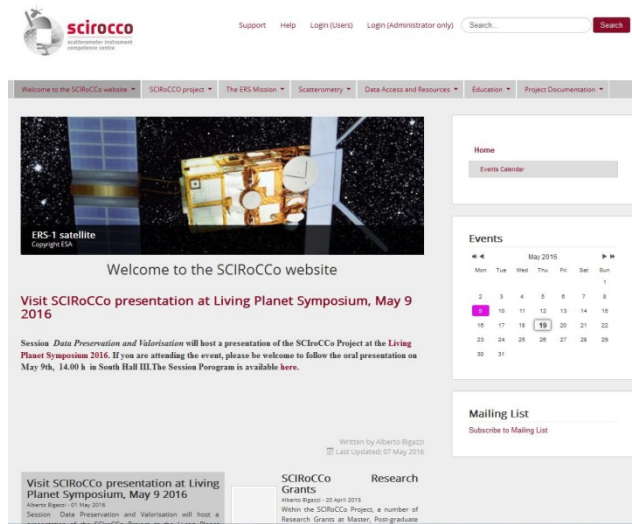 scirocco
scatterometer instrument
competence centre
Support Help Login (Users) Login (Administrator only) Search... Search
Welcome to the SCIRoCCo website SCIRoCCO project The ERS Mission Scatterometry Data Access and Resources Education Project Documentation
ERS-1 satellite
Copyright ESA
Welcome to the SCIRoCCo website
Visit SCIRoCCo presentation at Living Planet Symposium, May 9
2016
Session Data Preservation and Valorisation will host a presentation of the SCIroCCo Project at the Living
Planet Symposium 2016. If you are attending the event, please be welcome to follow the oral presentation on
May 9th, 14.00 h in South Hall III.The Session Porogram is available here.
Written by Alberto Bigazzi
Last Updated: 07 May 2016
Visit SCIRoCCo presentation at Living
Planet Symposium, May 9 2016
Alberto Bigazzi - 01 May 2016
Session Data Preservation and Valorisation will host a
presentation of the SCIroCCo Project at the Living Planet
SCIRoCCo Research
Grants
Alberto Bigazzi - 20 April 2016
Within the SCIRoCCo Project, a number of
Research Grants at Master, Post-graduate
Home
Events Calendar
Events
May 2016
Mon Tue Wed Thu Fri Sat Sun
1
2 3 4 5 6 7 8
9 10 11 12 13 14 15
16 17 18 19 20 21 22
23 24 25 26 27 28 29
30 31
Mailing List
Subscribe to Mailing List